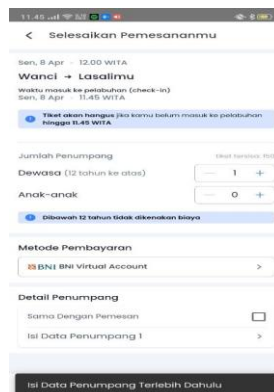 11.45
Selesaikan Pemesananmu
Sen, 8 Apr - 12.00 WITA
Wanci → Lasalimu
Waktu masuk ke pelabuhan (check-in)
Sen, 8 Apr - 11.45 WITA
Tiket akan hangus jika kamu belum masuk ke pelabuhan
hingga 11.45 WITA
Jumlah Penumpang
Dewasa (12 tahun ke atas) — 1 +
Anak-anak — 0 +
Dibawah 12 tahun tidak dikenakan biaya
Metode Pembayaran
BNI BNI Virtual Account >
Detail Penumpang
Sama Dengan Pemesan
Isi Data Penumpang 1 >
Isi Data Penumpang Terlebih Dahulu